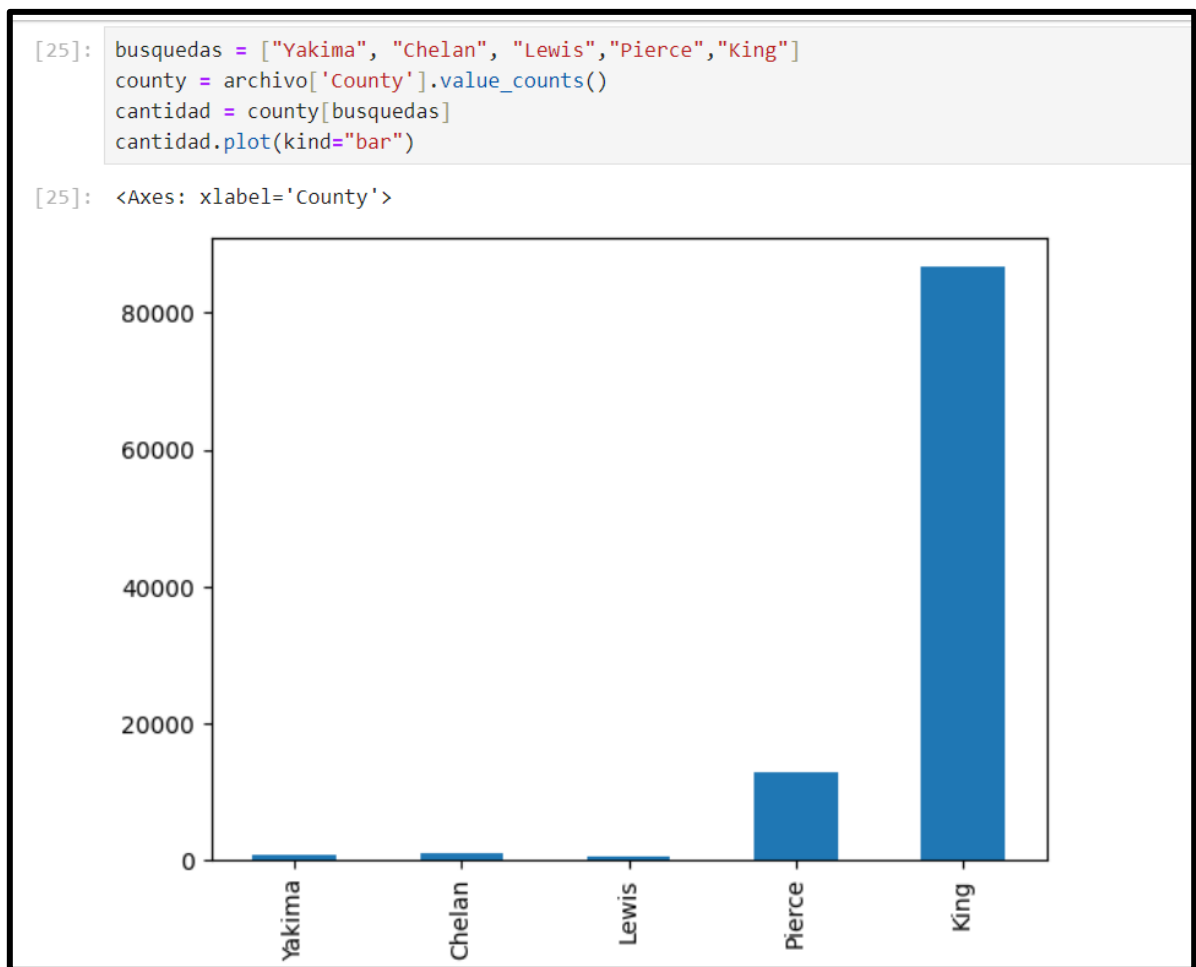 [25]: busquedas = ["Yakima", "Chelan", "Lewis","Pierce","King"]
county = archivo['County'].value_counts()
cantidad = county[busquedas]
cantidad.plot(kind="bar")
[25]: <Axes: xlabel='County'>
80000
60000
40000
20000
0
Yakima
Chelan
Lewis
Pierce
King